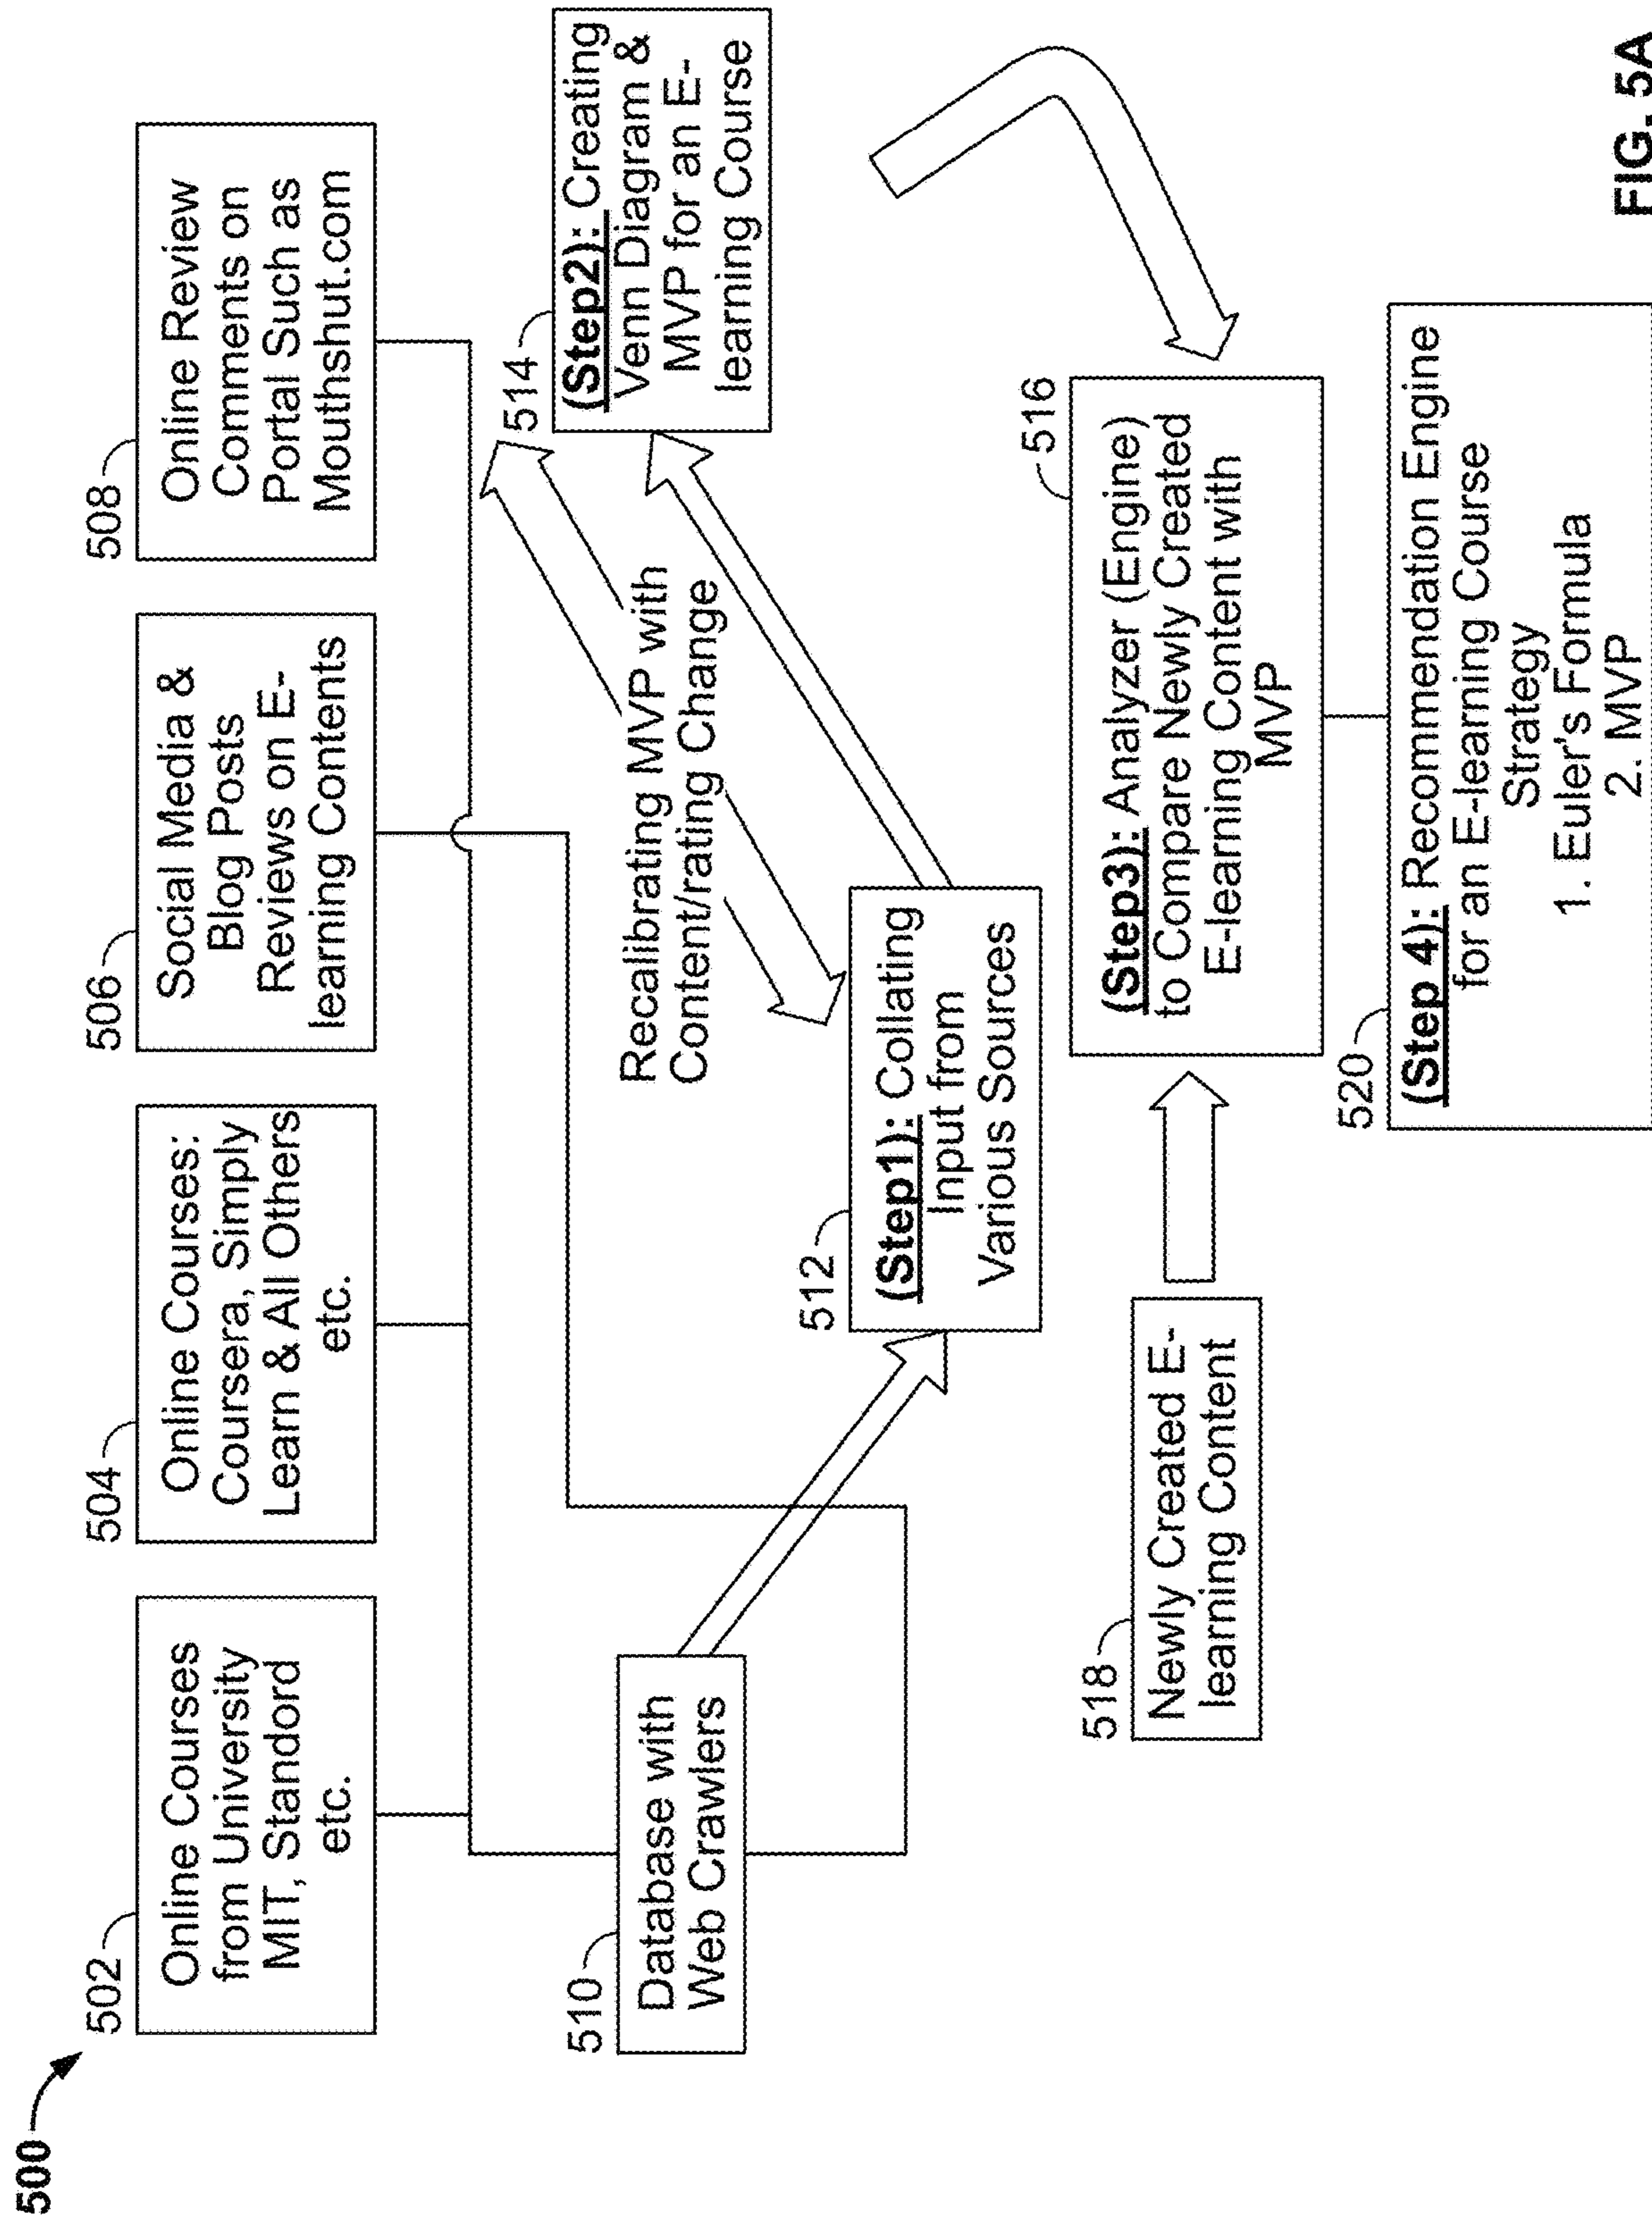 500
502
Online Courses
from University
MIT, Standord
etc.
504
Online Courses:
Coursera, Simply
Learn & All Others
etc.
506
Social Media &
Blog Posts
Reviews on E-
learning Contents
508
Online Review
Comments on
Portal Such as
Mouthshut.com
510
Database with
Web Crawlers
512
(Step1): Collating
Input from
Various Sources
Recalibrating MVP with
Content/rating Change
514
(Step2): Creating
Venn Diagram &
MVP for an E-
learning Course
518
Newly Created E-
learning Content
516
(Step3): Analyzer (Engine)
to Compare Newly Created
E-learning Content with
MVP
520
(Step 4): Recommendation Engine
for an E-learning Course
Strategy
1. Euler's Formula
2. MVP
FIG. 5A